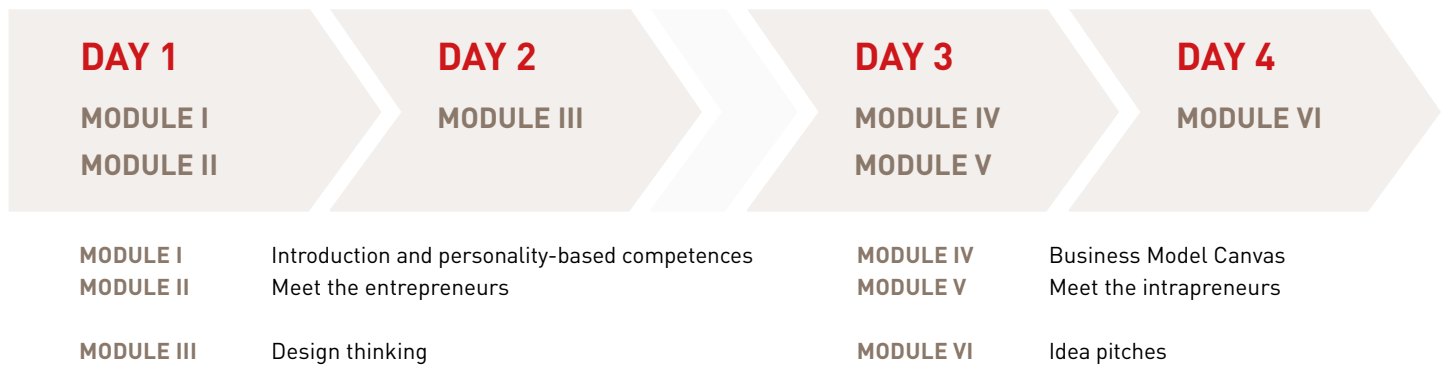 DAY 1
MODULE I
MODULE II
DAY 2
MODULE III
DAY 3
MODULE IV
MODULE V
DAY 4
MODULE VI
MODULE I Introduction and personality-based competences
MODULE II Meet the entrepreneurs
MODULE III Design thinking
MODULE IV Business Model Canvas
MODULE V Meet the intrapreneurs
MODULE VI Idea pitches